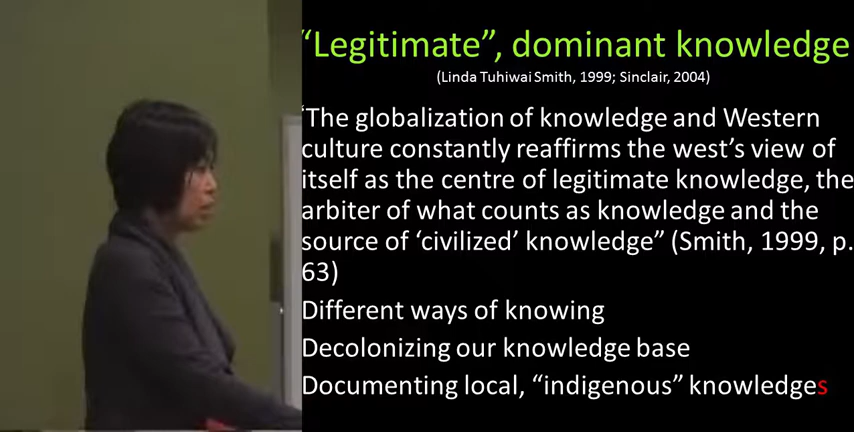 “Legitimate”, dominant knowledge
(Linda Tuhiwai Smith, 1999; Sinclair, 2004)
‘The globalization of knowledge and Western
culture constantly reaffirms the west’s view of
itself as the centre of legitimate knowledge, the
arbiter of what counts as knowledge and the
source of ‘civilized’ knowledge” (Smith, 1999, p.
63)
Different ways of knowing
Decolonizing our knowledge base
Documenting local, “indigenous” knowledges